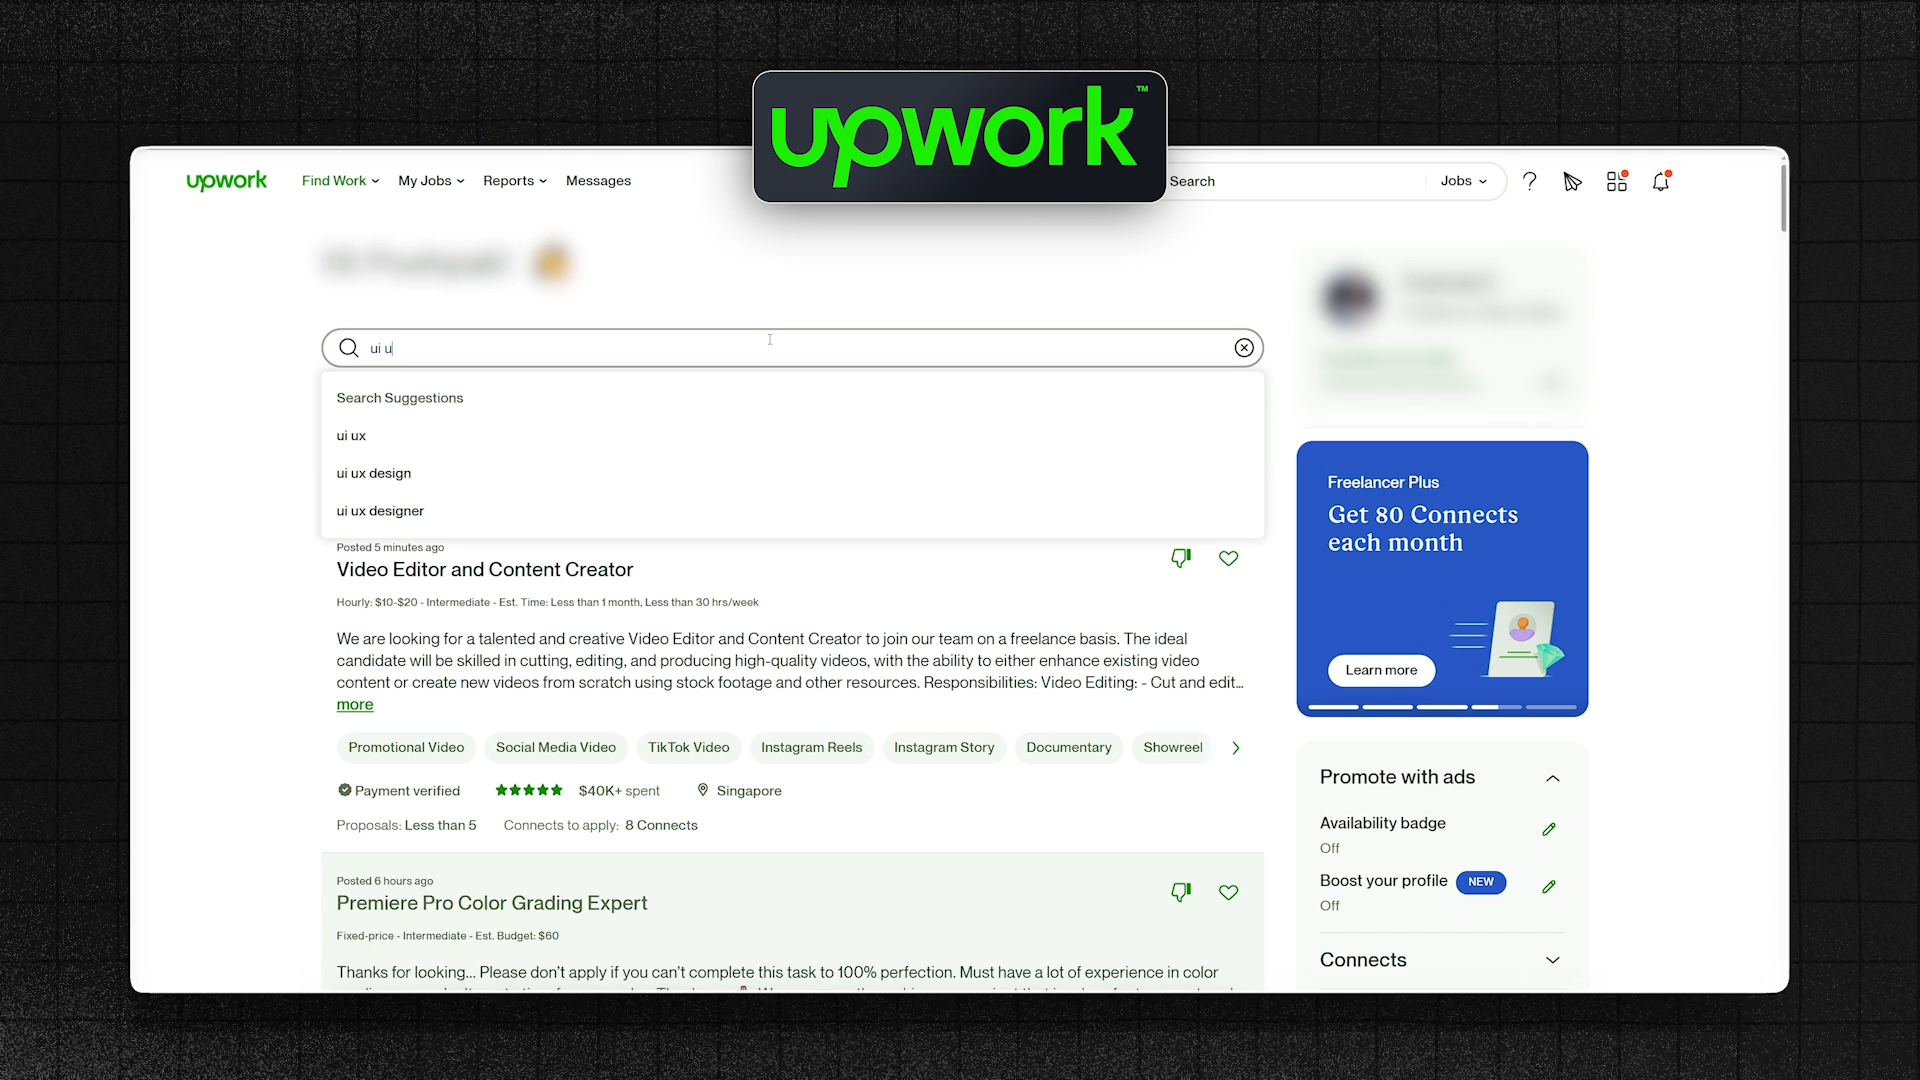 upwork™
upwork
Find Work
My Jobs
Reports
Messages
Search
Jobs
ui u
Search Suggestions
ui ux
ui ux design
ui ux designer
Posted 5 minutes ago
Video Editor and Content Creator
Hourly: $10-$20 - Intermediate - Est. Time: Less than 1 month, Less than 30 hrs/week
We are looking for a talented and creative Video Editor and Content Creator to join our team on a freelance basis. The ideal
candidate will be skilled in cutting, editing, and producing high-quality videos, with the ability to either enhance existing video
content or create new videos from scratch using stock footage and other resources. Responsibilities: Video Editing: - Cut and edit...
more
Promotional Video
Social Media Video
TikTok Video
Instagram Reels
Instagram Story
Documentary
Showreel
Payment verified
$40K+ spent
Singapore
Proposals: Less than 5
Connects to apply: 8 Connects
Posted 6 hours ago
Premiere Pro Color Grading Expert
Fixed-price - Intermediate - Est. Budget: $60
Thanks for looking... Please don't apply if you can't complete this task to 100% perfection. Must have a lot of experience in color
Freelancer Plus
Get 80 Connects
each month
Learn more
Promote with ads
Availability badge
Off
Boost your profile
NEW
Off
Connects